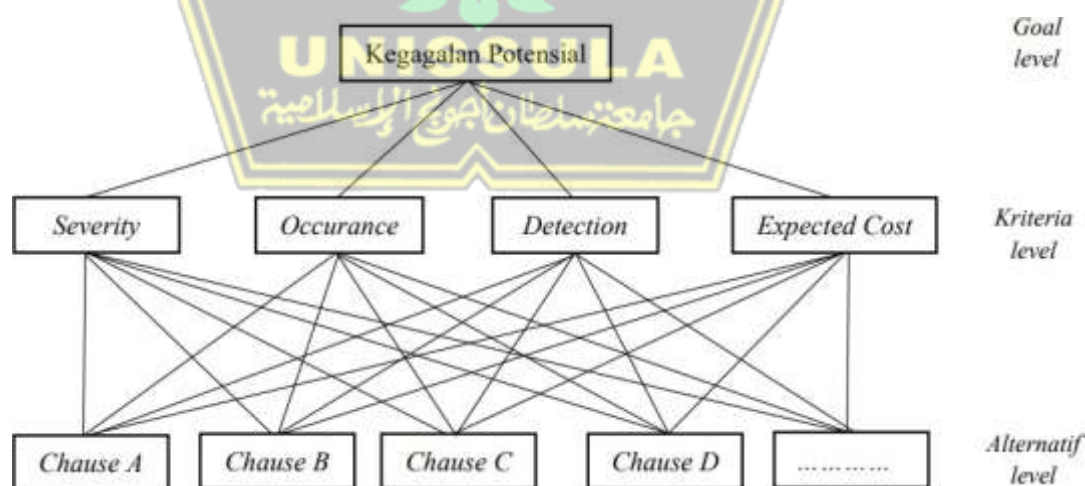 Kegagalan Potensial
Goal
level
UNISSULA
جامعة سلطان أجونج الإسلامية
Severity
Occurance
Detection
Expected Cost
Kriteria
level
Chause A
Chause B
Chause C
Chause D
…………
Alternatif
level